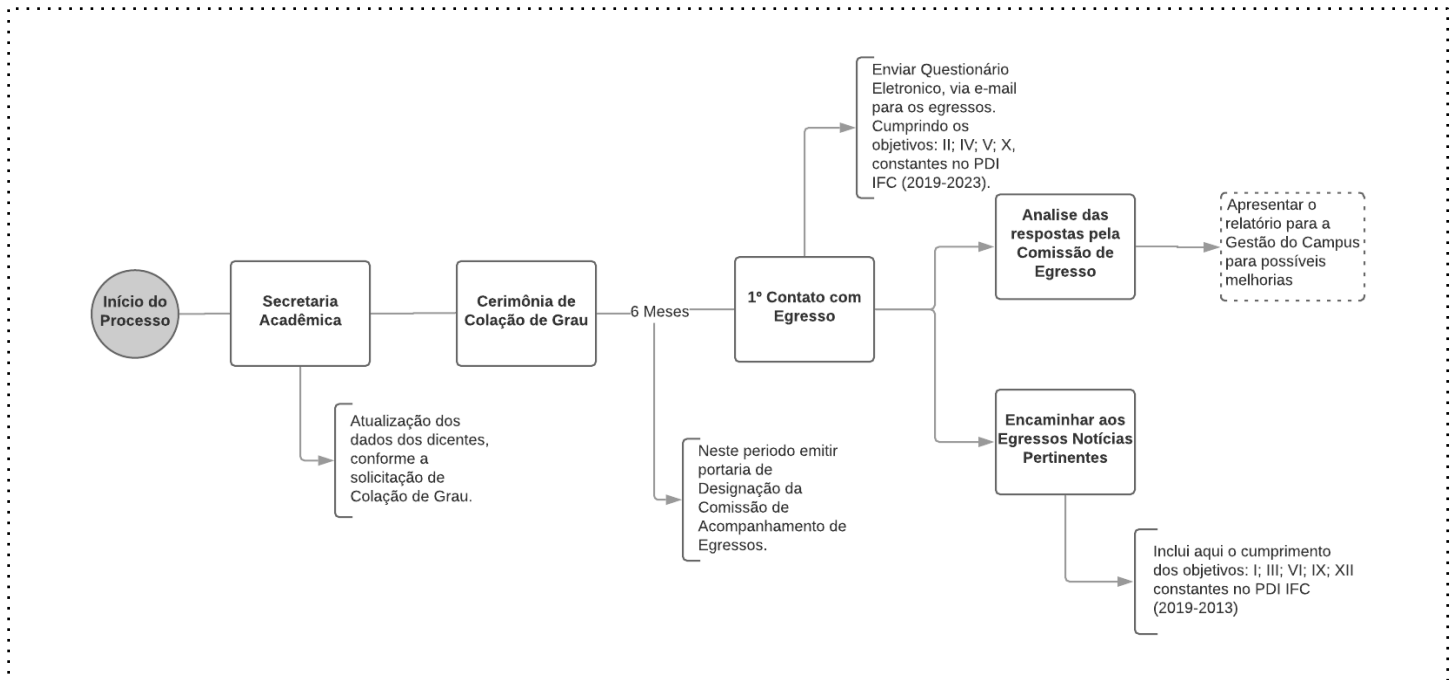 Início do
Processo
Secretaria
Acadêmica
Atualização dos
dados dos dicentes,
conforme a
solicitação de
Colação de Grau.
Cerimônia de
Colação de Grau
6 Meses
Neste periodo emitir
portaria de
Designação da
Comissão de
Acompanhamento de
Egressos.
1º Contato com
Egresso
Enviar Questionário
Eletronico, via e-mail
para os egressos.
Cumprindo os
objetivos: II; IV; V; X,
constantes no PDI
IFC (2019-2023).
Analise das
respostas pela
Comissão de
Egresso
Apresentar o
relatório para a
Gestão do Campus
para possíveis
melhorias
Encaminhar aos
Egressos Notícias
Pertinentes
Inclui aqui o cumprimento
dos objetivos: I; III; VI; IX; XII
constantes no PDI IFC
(2019-2013)